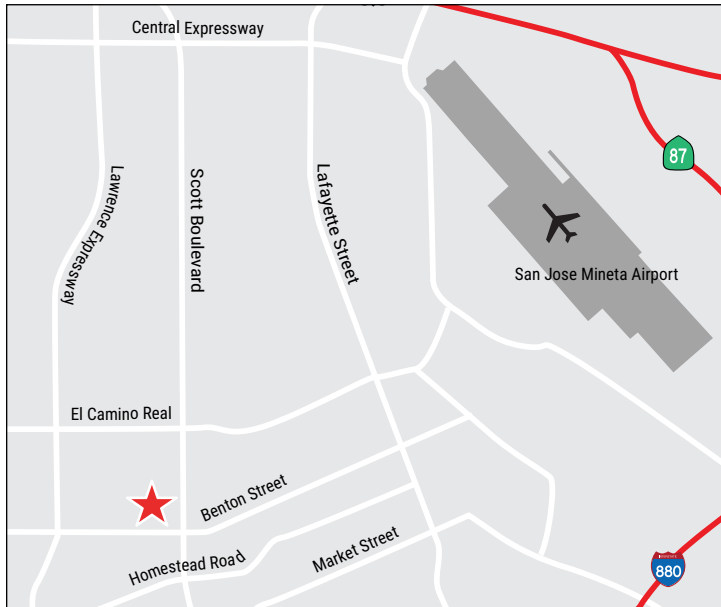 Central Expressway
87
Lawrence Expressway
Scott Boulevard
Lafayette Street
San Jose Mineta Airport
El Camino Real
Benton Street
Homestead Road
Market Street
880